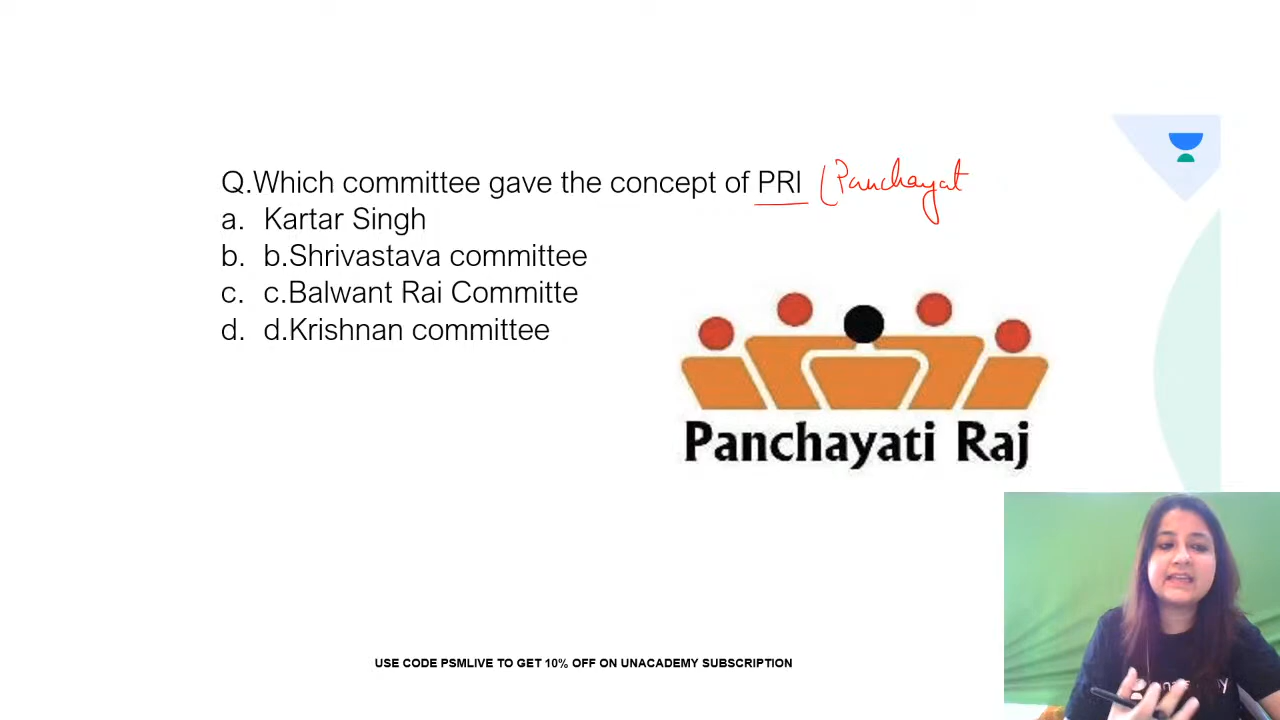 Q.Which committee gave the concept of PRI (Panchayat
a. Kartar Singh
b. b.Shrivastava committee
c. c.Balwant Rai Committe
d. d.Krishnan committee
Panchayati Raj
USE CODE PSMLIVE TO GET 10% OFF ON UNACADEMY SUBSCRIPTION